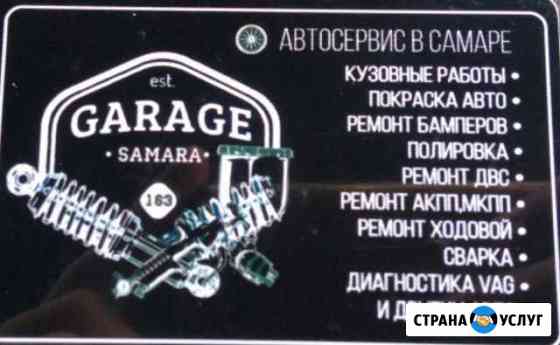 est.
GARAGE
• SAMARA •
163
АВТОСЕРВИС В САМАРЕ
КУЗОВНЫЕ РАБОТЫ •
ПОКРАСКА АВТО •
РЕМОНТ БАМПЕРОВ •
ПОЛИРОВКА •
РЕМОНТ ДВС •
РЕМОНТ АКПП,МКПП •
РЕМОНТ ХОДОВОЙ •
СВАРКА •
ДИАГНОСТИКА VAG •
И
СТРАНА УСЛУГ